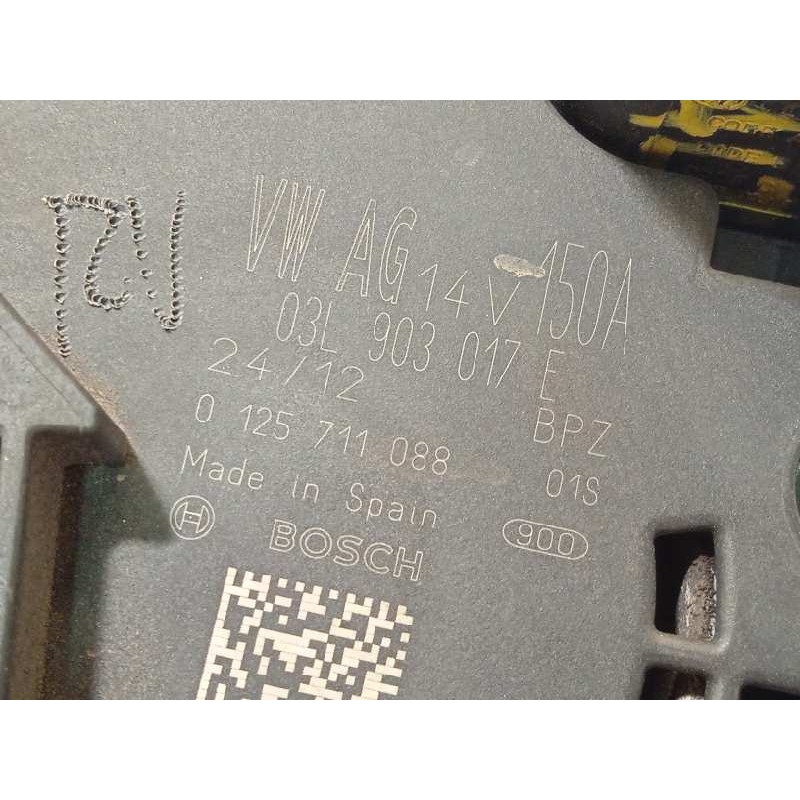 VW AG 14 V 150A
03L 903 017 E
24/12 BPZ
0 125 711 088 01S
Made in Spain
BOSCH 900